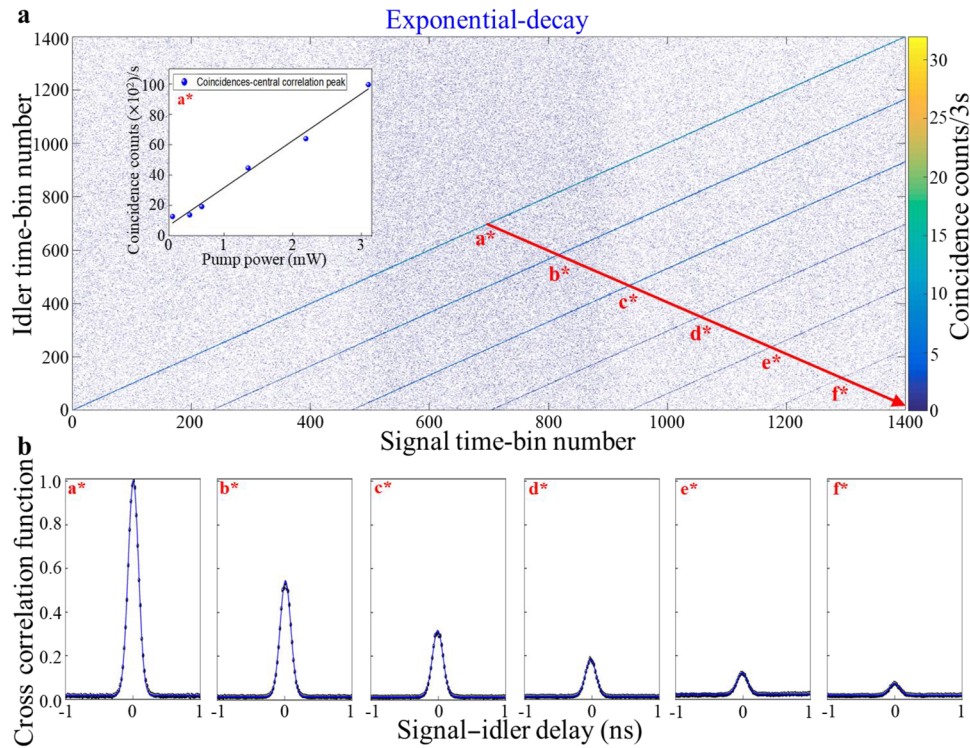 a
Exponential-decay
1400
1200
1000
800
600
400
200
0
Idler time-bin number
100
80
60
40
20
0
Coincidence counts (×10²)/s
Coincidences-central correlation peak
a*
0
1
2
3
Pump power (mW)
a*
b*
c*
d*
e*
f*
0
200
400
600
800
1000
1200
1400
Signal time-bin number
30
25
20
15
10
5
0
Coincidence counts/3s
b
Cross correlation function
1.0
0.8
0.6
0.4
0.2
0.0
a*
b*
c*
d*
e*
f*
-1 0 1
-1 0 1
-1 0 1
-1 0 1
-1 0 1
-1 0 1
Signal–idler delay (ns)